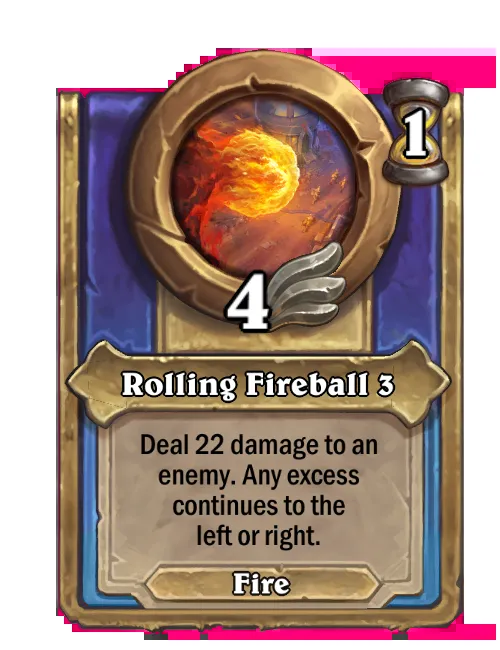 1
4
Rolling Fireball 3
Deal 22 damage to an
enemy. Any excess
continues to the
left or right.
Fire